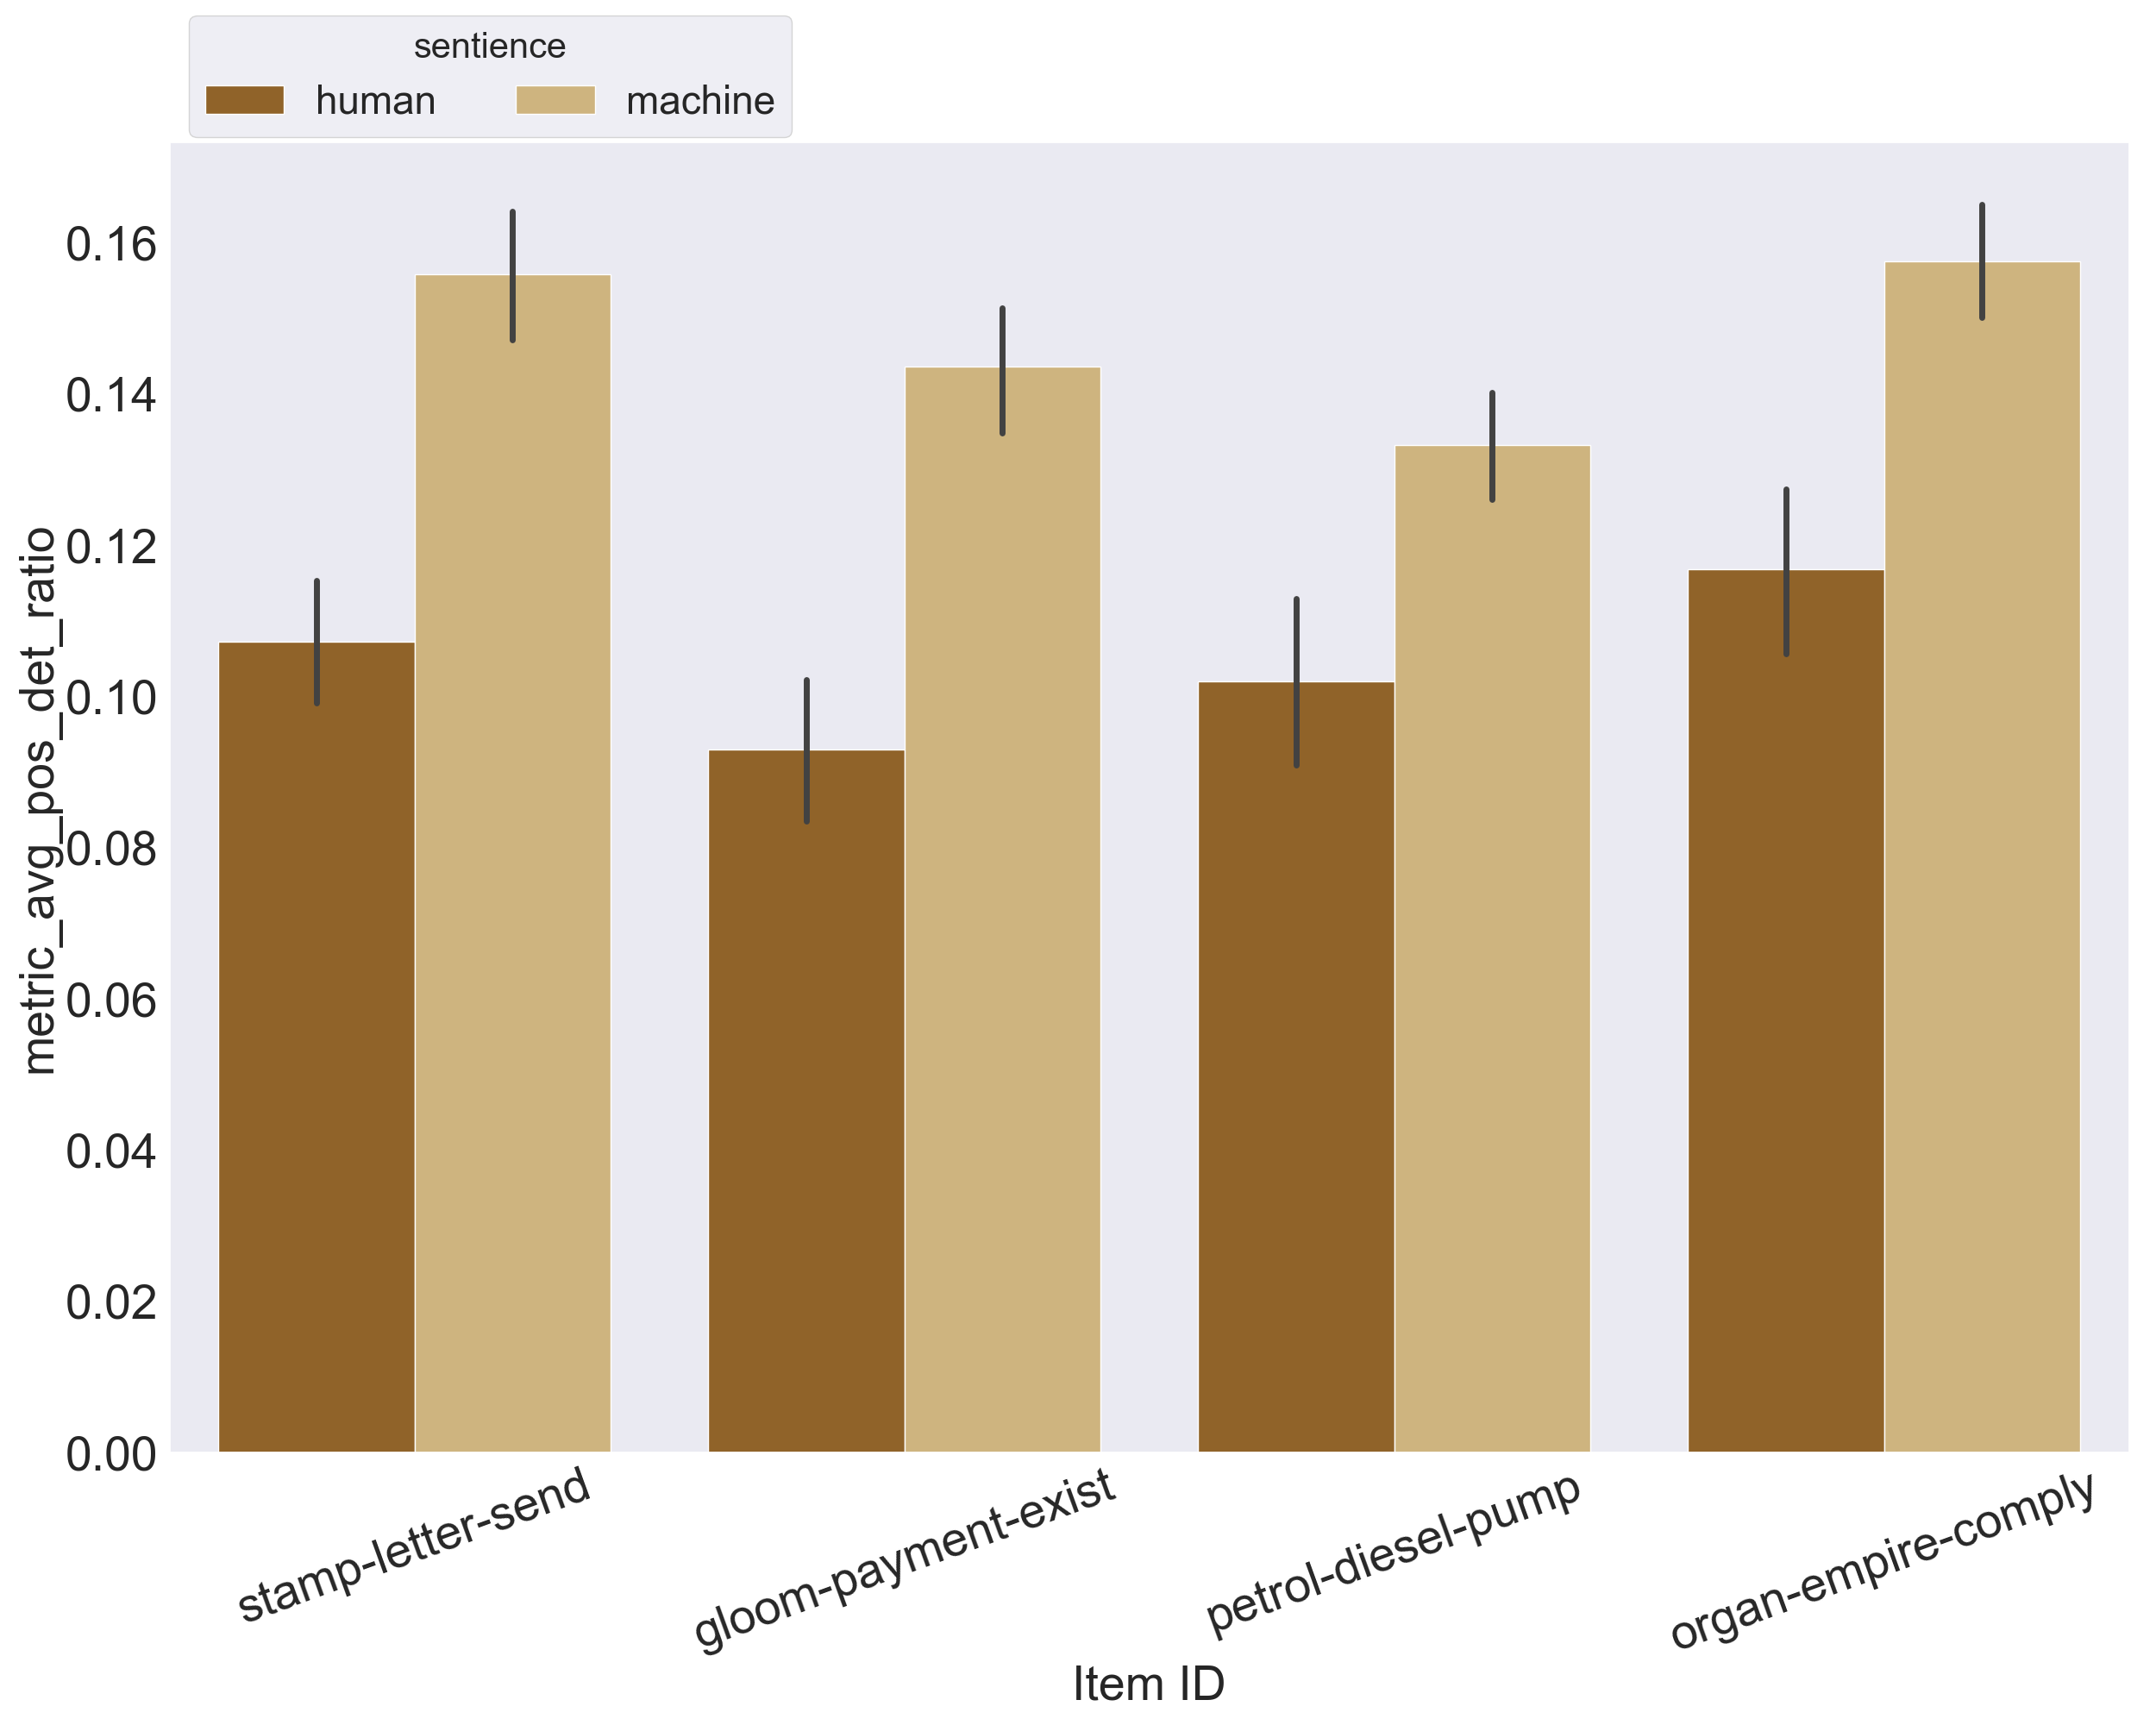 sentience
human machine
metric_avg_pos_det_ratio
0.16
0.14
0.12
0.10
0.08
0.06
0.04
0.02
0.00
stamp-letter-send
gloom-payment-exist
petrol-diesel-pump
organ-empire-comply
Item ID